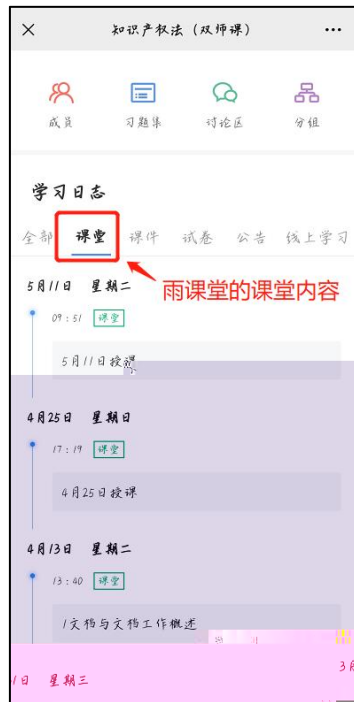 知识产权法（双师课）
成员 习题集 讨论区 分组
学习日志
全部 课堂 课件 试卷 公告 线上学习
5月11日 星期二
雨课堂的课堂内容
09:51 课堂
5月11日授课
4月25日 星期日
17:19 课堂
4月25日授课
4月13日 星期二
13:40 课堂
1文档与文档工作概述
1日 星期三